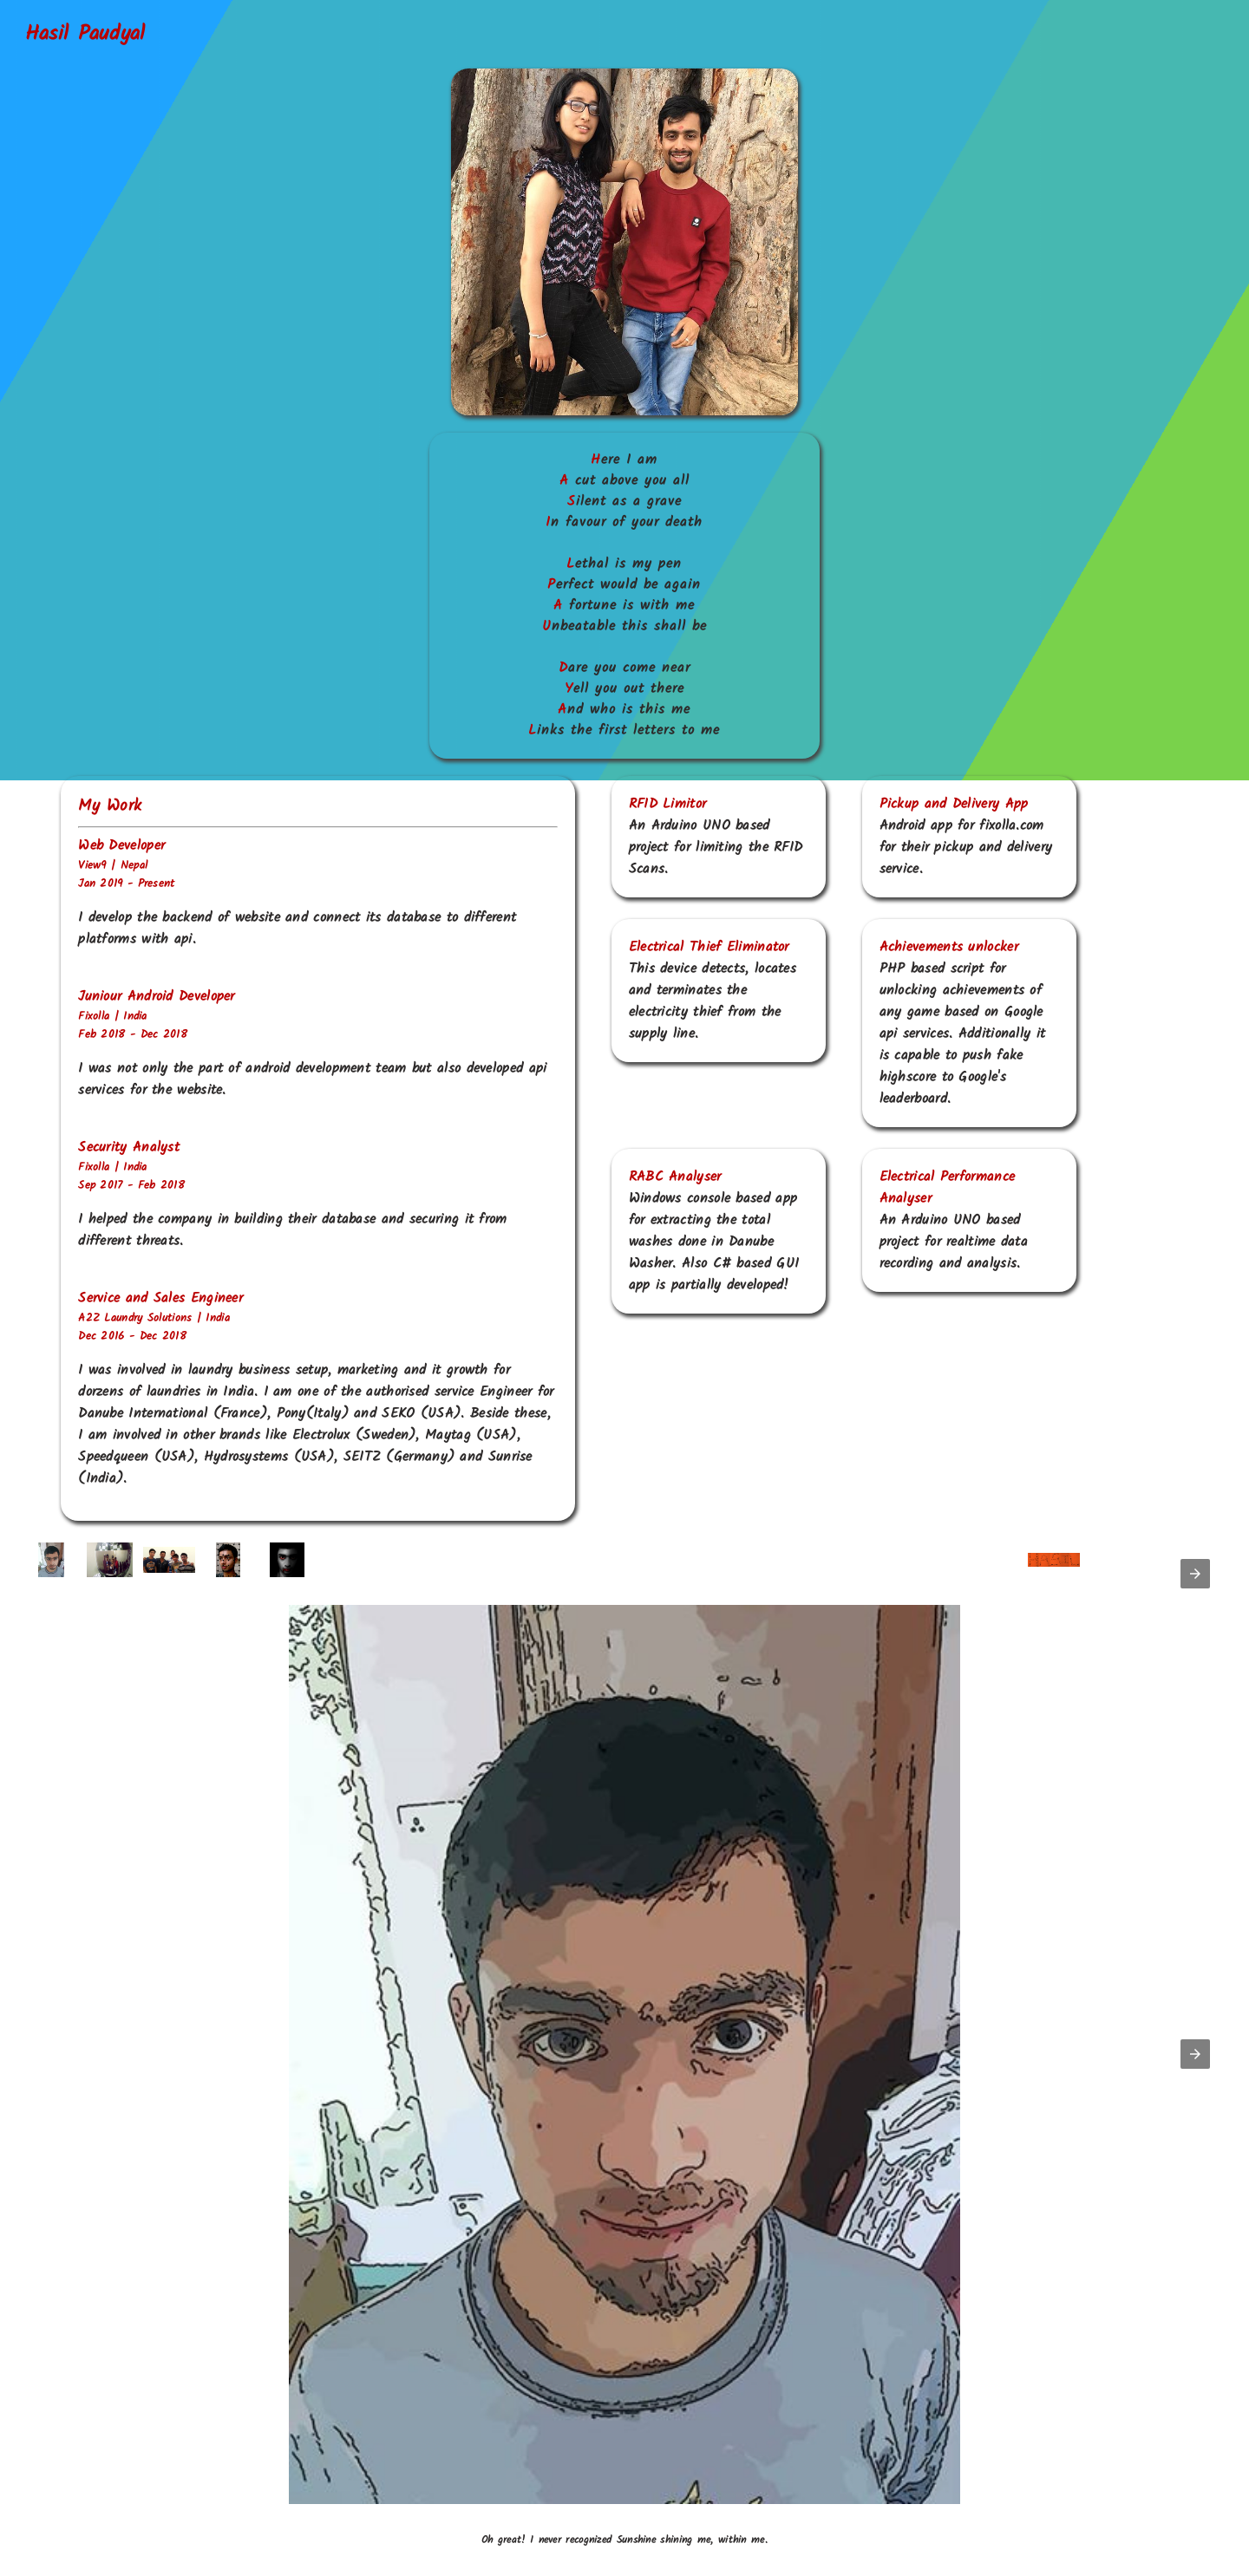 Hasil Paudyal
Here I am
A cut above you all
Silent as a grave
In favour of your death
Lethal is my pen
Perfect would be again
A fortune is with me
Unbeatable this shall be
Dare you come near
Yell you out there
And who is this me
Links the first letters to me
My Work
Web Developer
View9 | Nepal
Jan 2019 - Present
I develop the backend of website and connect its database to different
platforms with api.
Juniour Android Developer
Fixolla | India
Feb 2018 - Dec 2018
I was not only the part of android development team but also developed api
services for the website.
Security Analyst
Fixolla | India
Sep 2017 - Feb 2018
I helped the company in building their database and securing it from
different threats.
Service and Sales Engineer
A2Z Laundry Solutions | India
Dec 2016 - Dec 2018
I was involved in laundry business setup, marketing and it growth for
dorzens of laundries in India. I am one of the authorised service Engineer for
Danube International (France), Pony(Italy) and SEKO (USA). Beside these,
I am involved in other brands like Electrolux (Sweden), Maytag (USA),
Speedqueen (USA), Hydrosystems (USA), SEITZ (Germany) and Sunrise
(India).
RFID Limitor
An Arduino UNO based
project for limiting the RFID
Scans.
Pickup and Delivery App
Android app for fixolla.com
for their pickup and delivery
service.
Electrical Thief Eliminator
This device detects, locates
and terminates the
electricity thief from the
supply line.
Achievements unlocker
PHP based script for
unlocking achievements of
any game based on Google
api services. Additionally it
is capable to push fake
highscore to Google's
leaderboard.
RABC Analyser
Windows console based app
for extracting the total
washes done in Danube
Washer. Also C# based GUI
app is partially developed!
Electrical Performance
Analyser
An Arduino UNO based
project for realtime data
recording and analysis.
Oh great! I never recognized Sunshine shining me, within me.